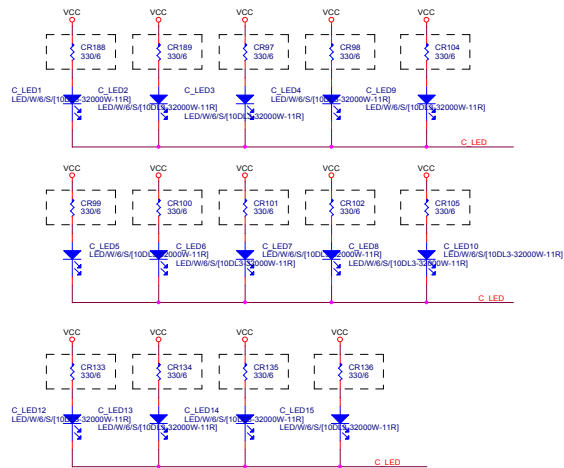 VCC VCC VCC VCC VCC
CR188 CR189 CR97 CR98 CR104
330/6 330/6 330/6 330/6 330/6
C_LED1 C_LED2 C_LED3 C_LED4 C_LED9
LED/W/6/S/[10DL3-32000W-11R] LED/W/6/S/[10DL3-32000W-11R] LED/W/6/S/[10DL3-32000W-11R] LED/W/6/S/[10DL3-32000W-11R] LED/W/6/S/[10DL3-32000W-11R]
C_LED
VCC VCC VCC VCC VCC
CR99 CR100 CR101 CR102 CR105
330/6 330/6 330/6 330/6 330/6
C_LED5 C_LED6 C_LED7 C_LED8 C_LED10
LED/W/6/S/[10DL3-32000W-11R] LED/W/6/S/[10DL3-32000W-11R] LED/W/6/S/[10DL3-32000W-11R] LED/W/6/S/[10DL3-32000W-11R] LED/W/6/S/[10DL3-32000W-11R]
C_LED
VCC VCC VCC VCC
CR133 CR134 CR135 CR136
330/6 330/6 330/6 330/6
C_LED12 C_LED13 C_LED14 C_LED15
LED/W/6/S/[10DL3-32000W-11R] LED/W/6/S/[10DL3-32000W-11R] LED/W/6/S/[10DL3-32000W-11R] LED/W/6/S/[10DL3-32000W-11R]
C_LED